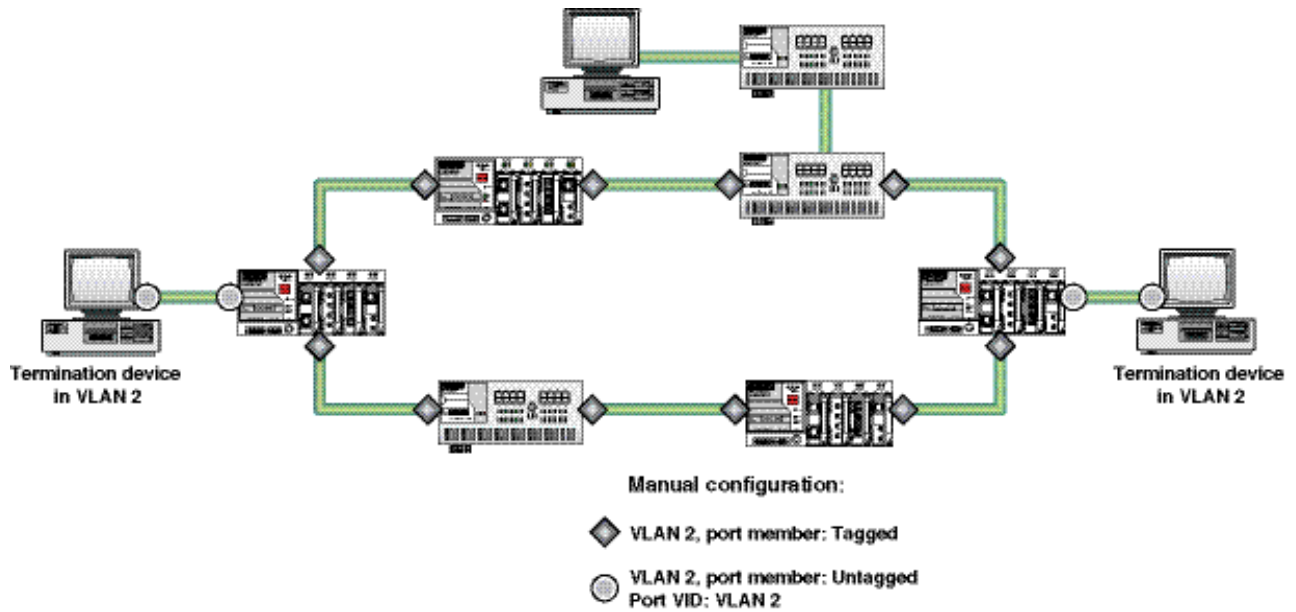 Termination device
in VLAN 2
Termination device
in VLAN 2
Manual configuration:
VLAN 2, port member: Tagged
VLAN 2, port member: Untagged
Port VID: VLAN 2